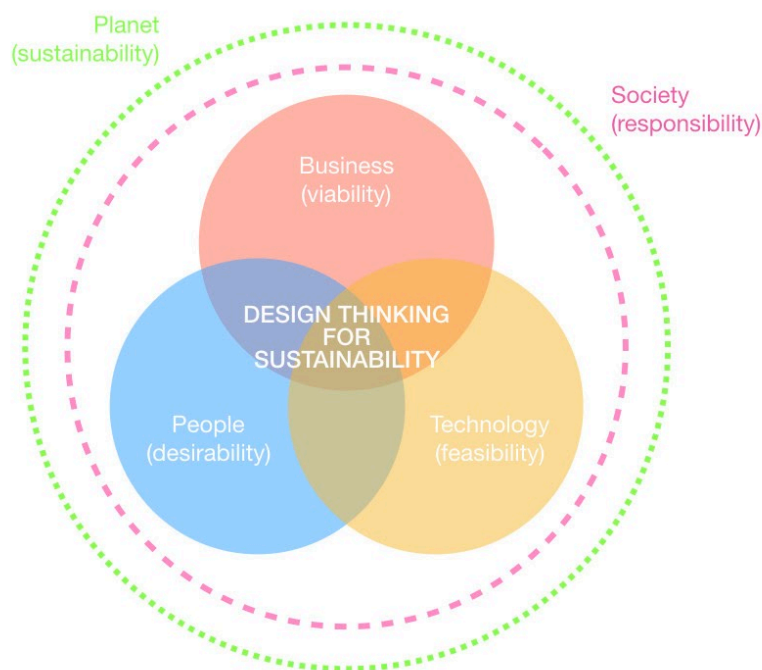 Planet
(sustainability)
Society
(responsibility)
Business
(viability)
DESIGN THINKING
FOR
SUSTAINABILITY
People
(desirability)
Technology
(feasibility)